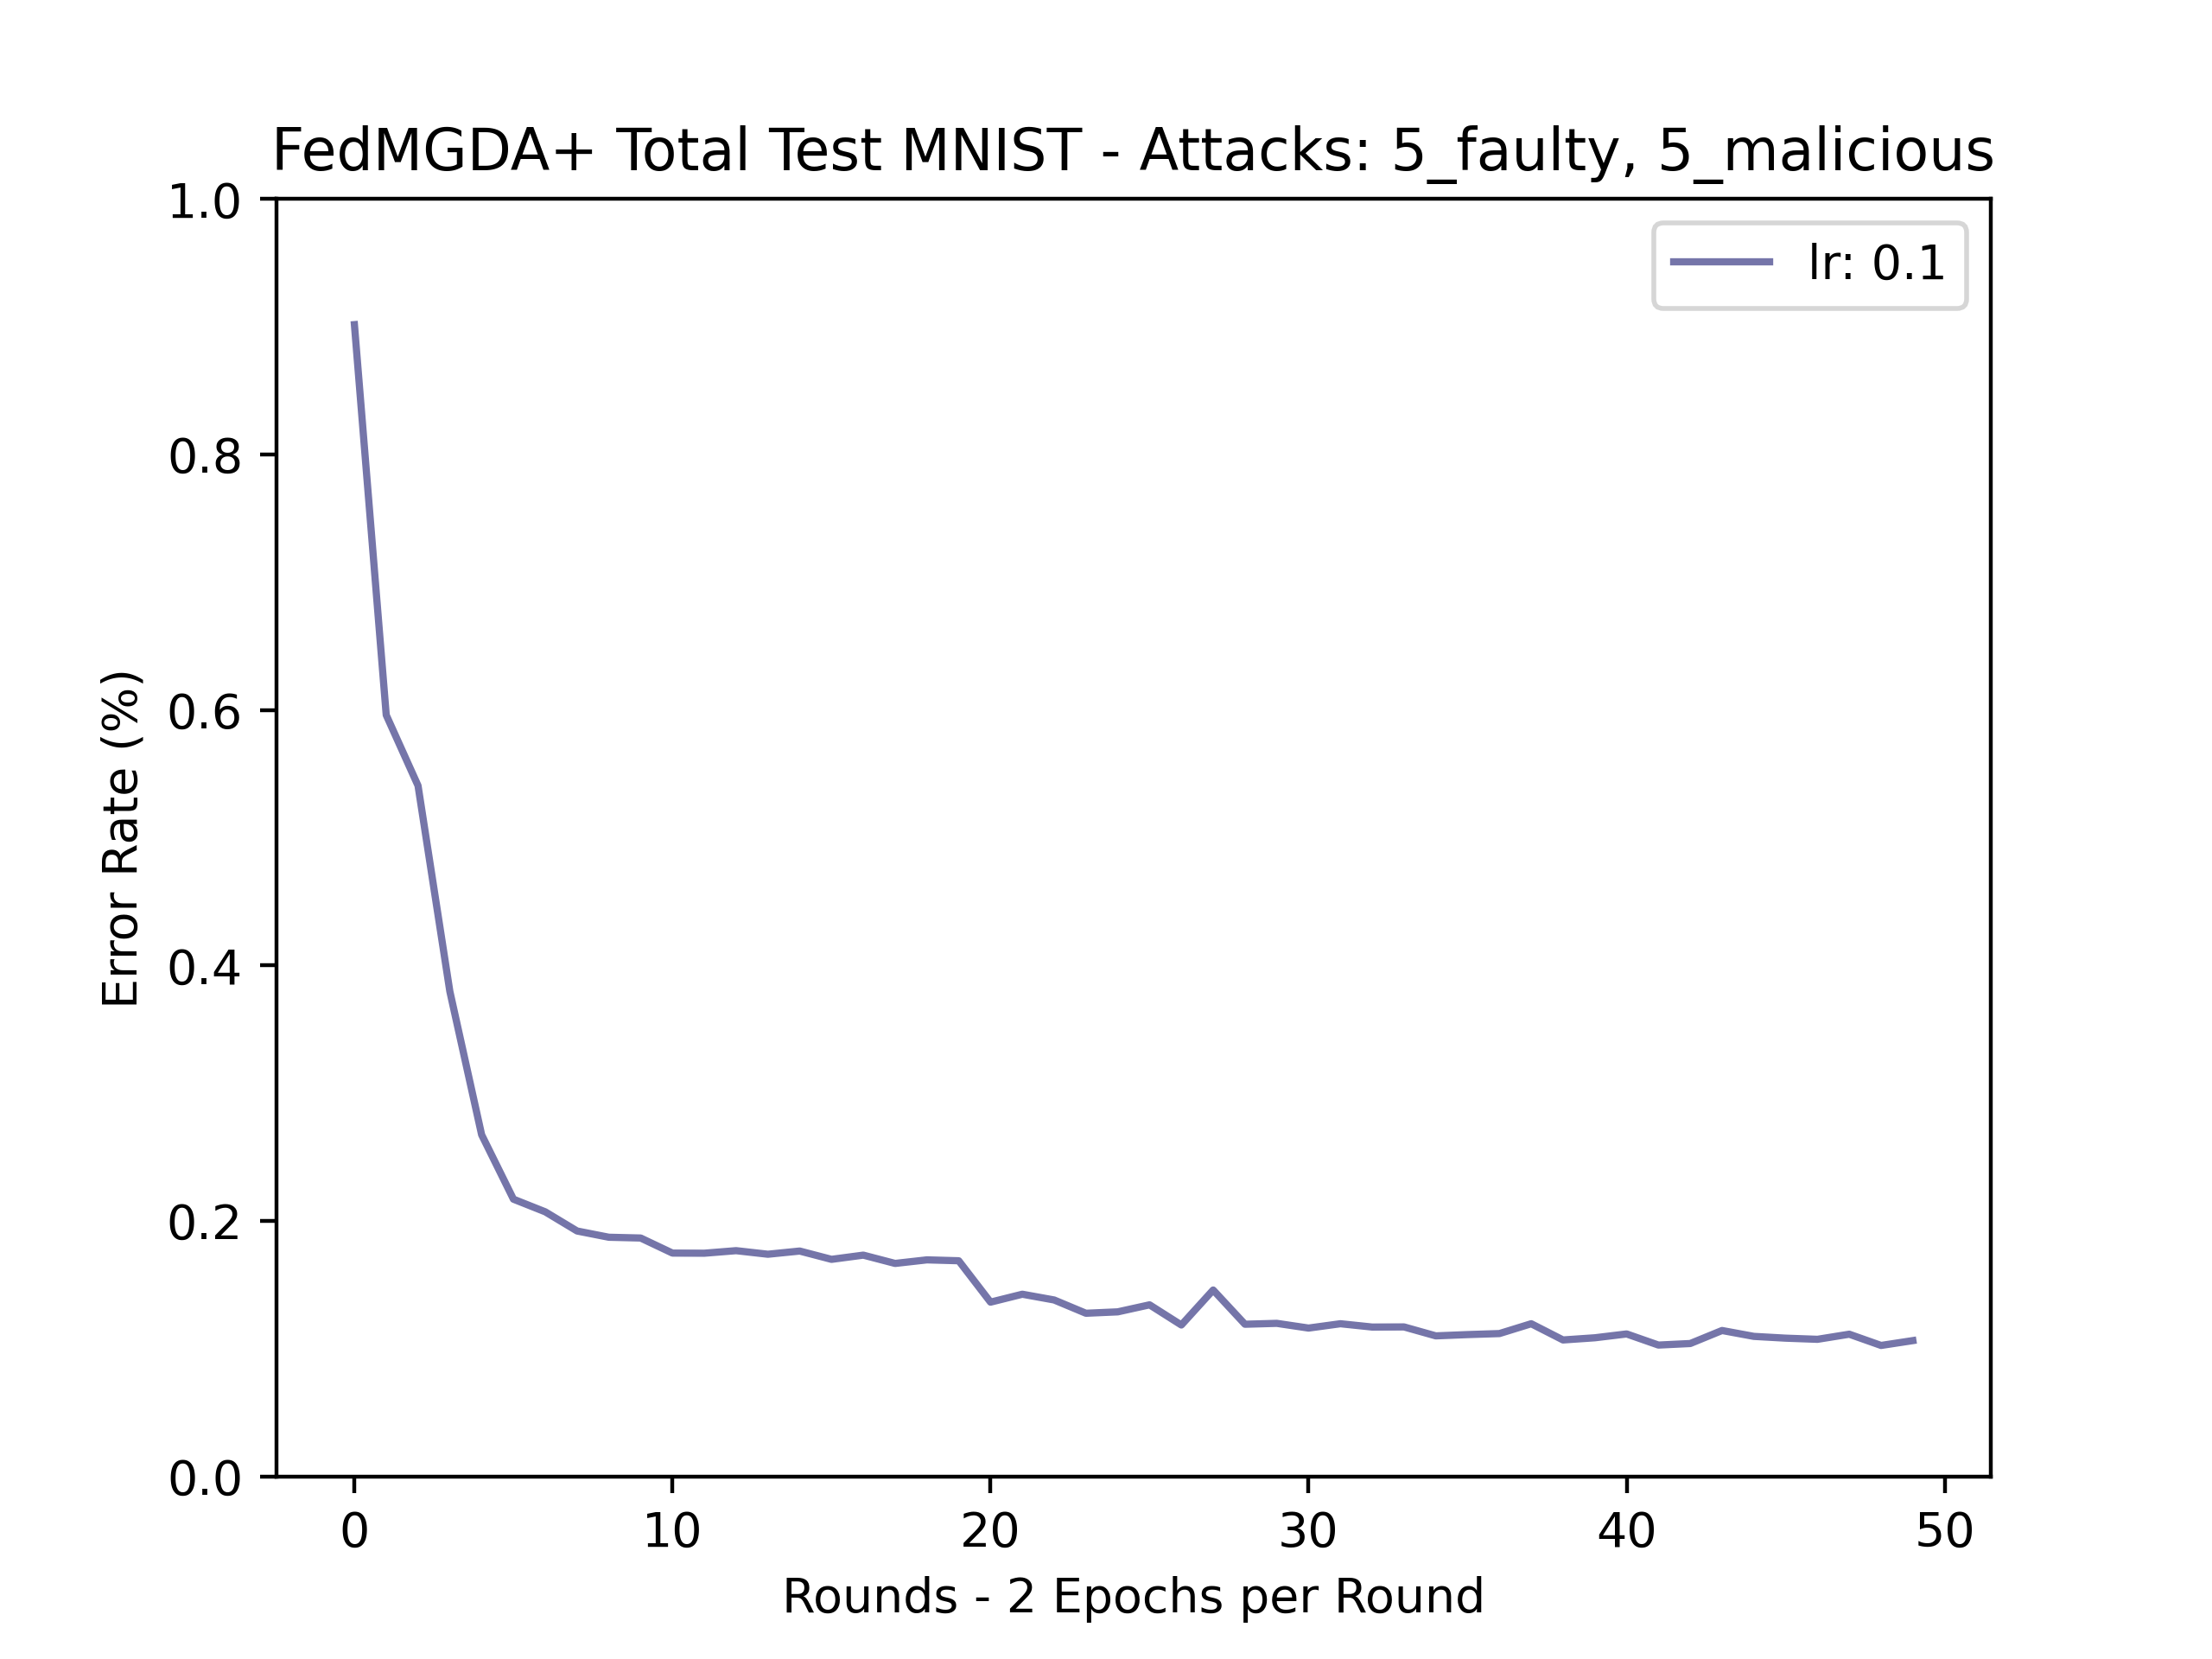 FedMGDA+ Total Test MNIST - Attacks: 5_faulty, 5_malicious
lr: 0.1
1.0
0.8
0.6
0.4
0.2
0.0
Error Rate (%)
0 10 20 30 40 50
Rounds - 2 Epochs per Round